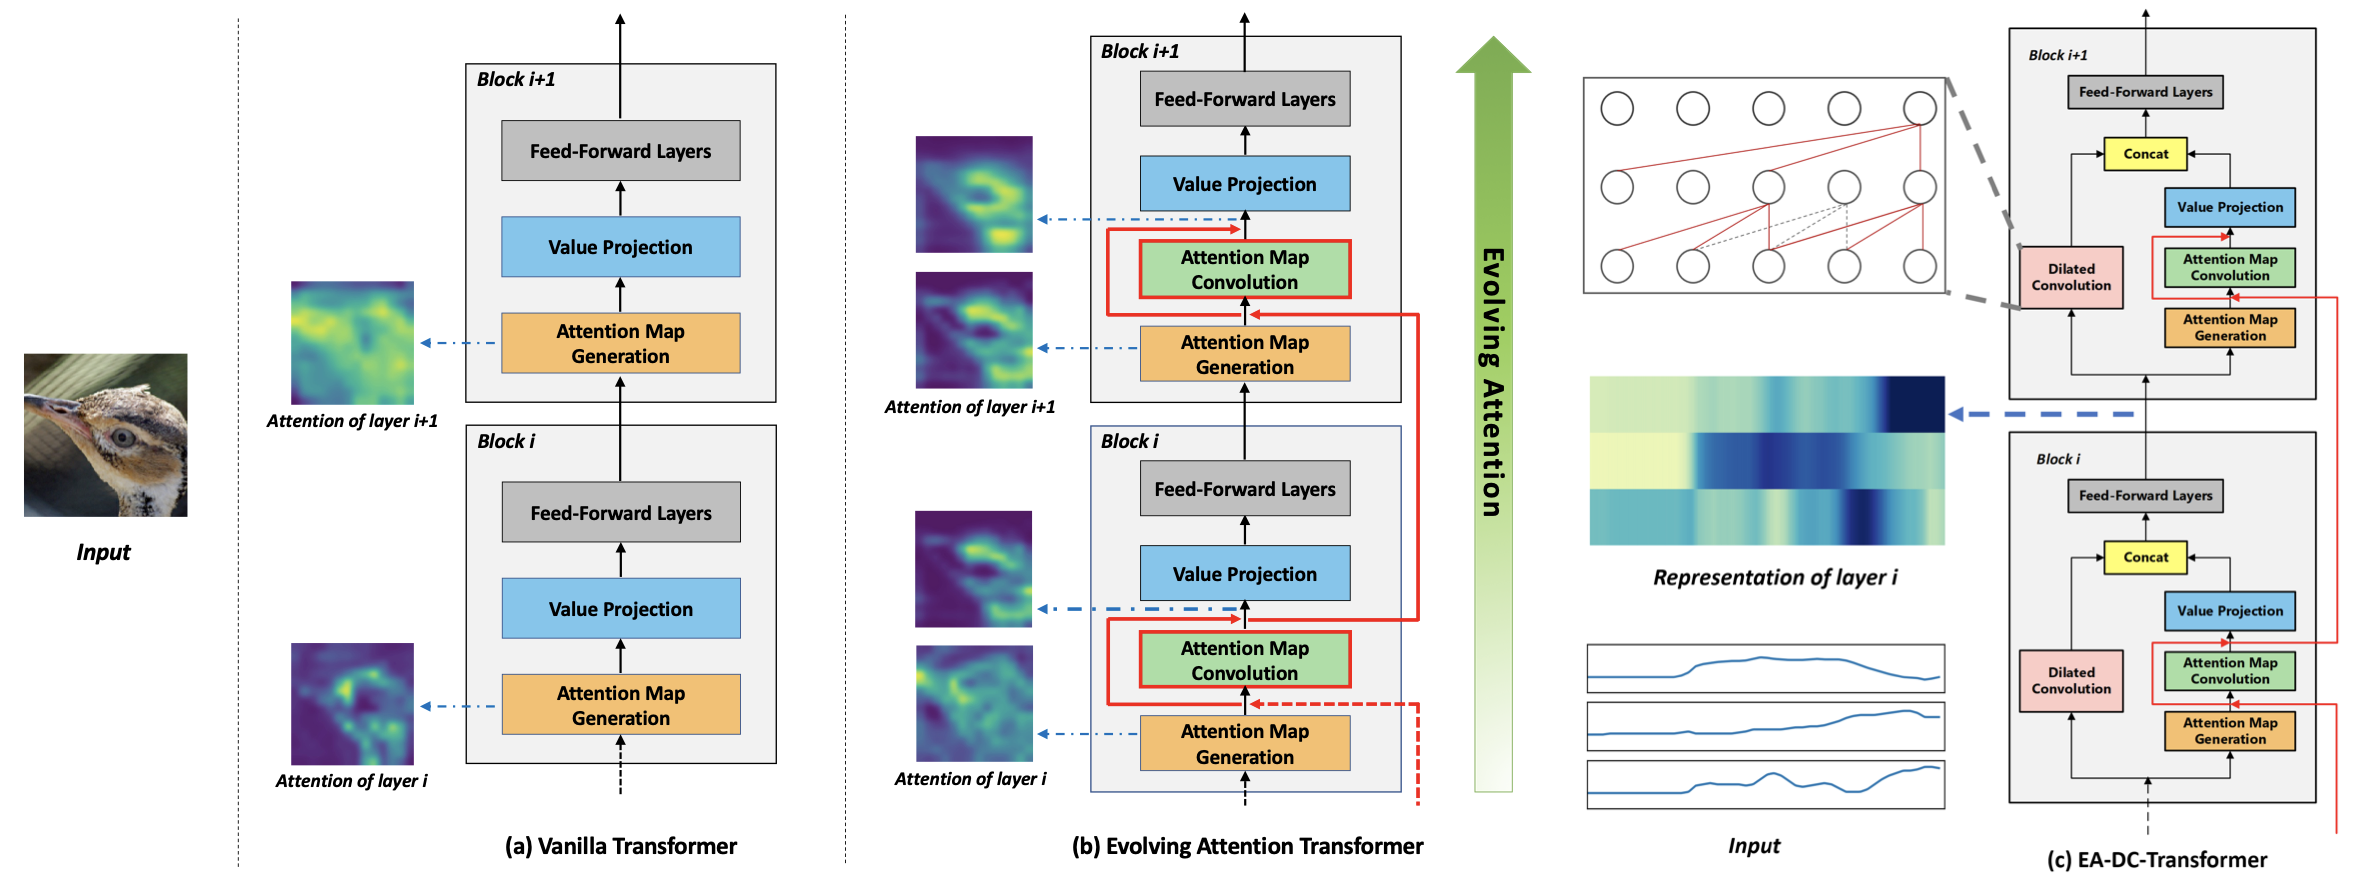 Input
Block i+1
Feed-Forward Layers
Value Projection
Attention Map
Generation
Attention of layer i+1
Block i
Feed-Forward Layers
Value Projection
Attention Map
Generation
Attention of layer i
(a) Vanilla Transformer
Block i+1
Feed-Forward Layers
Value Projection
Attention Map
Convolution
Attention Map
Generation
Attention of layer i+1
Block i
Feed-Forward Layers
Value Projection
Attention Map
Convolution
Attention Map
Generation
Attention of layer i
(b) Evolving Attention Transformer
Evolving Attention
Representation of layer i
Input
Block i+1
Feed-Forward Layers
Concat
Value Projection
Dilated
Convolution
Attention Map
Convolution
Attention Map
Generation
Block i
Feed-Forward Layers
Concat
Value Projection
Dilated
Convolution
Attention Map
Convolution
Attention Map
Generation
(c) EA-DC-Transformer